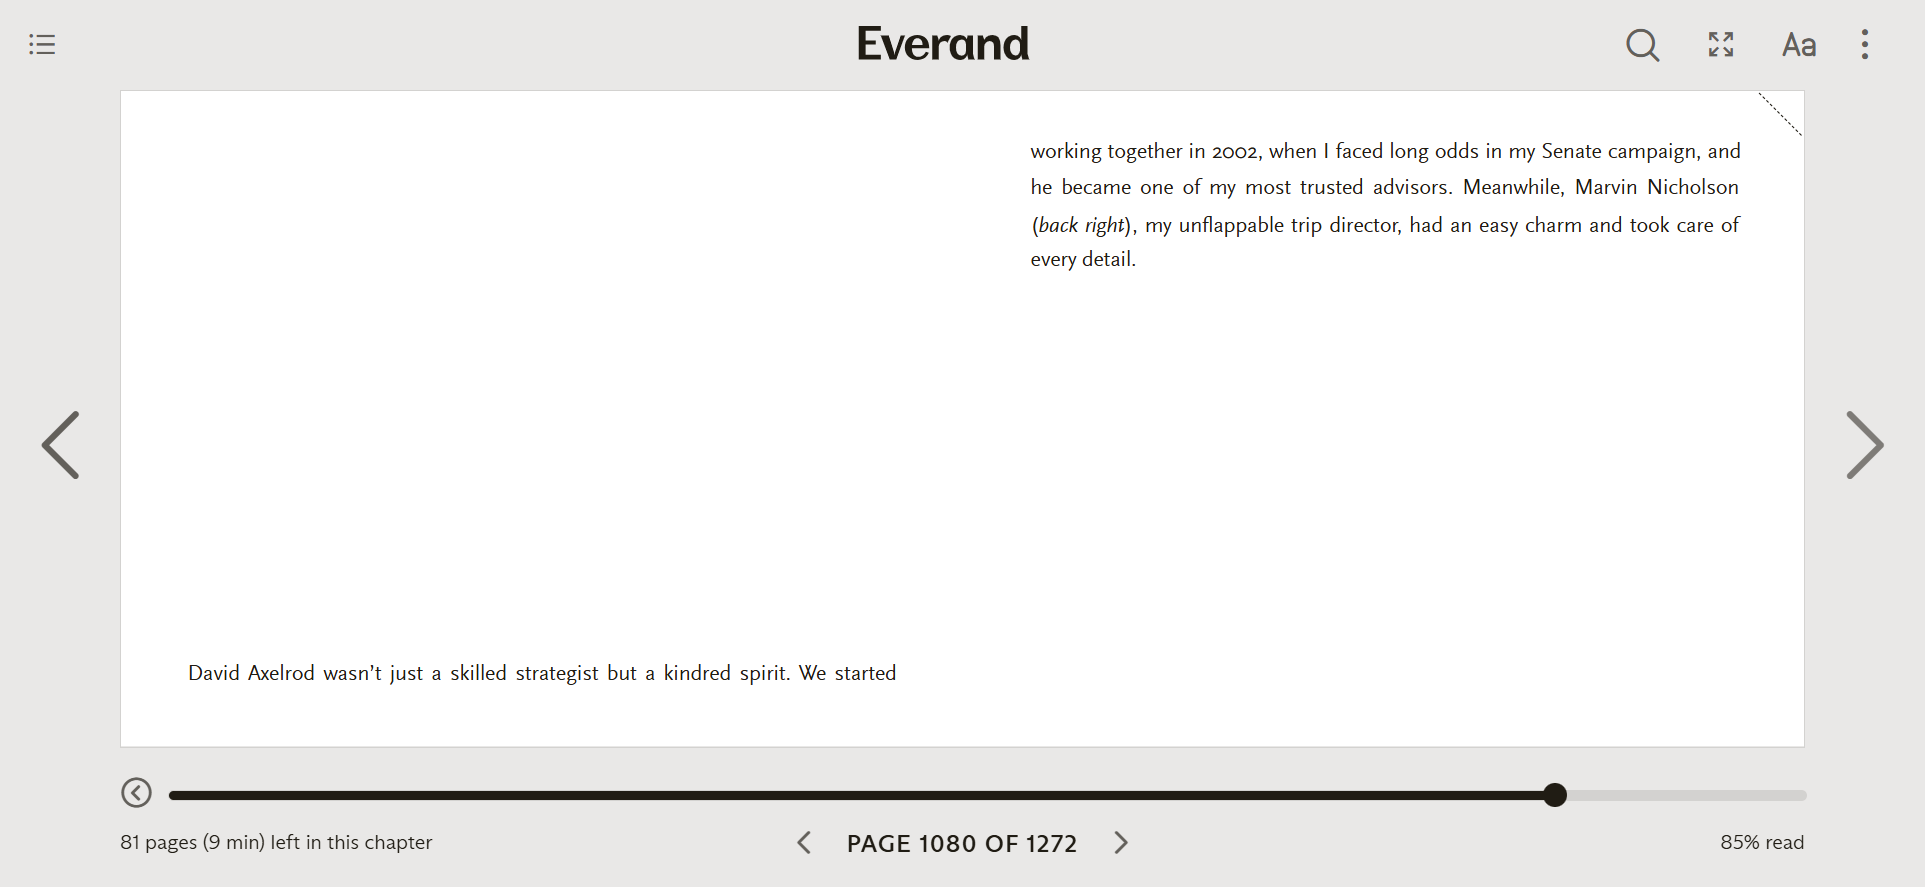 Everand
Aa
David Axelrod wasn’t just a skilled strategist but a kindred spirit. We started
working together in 2002, when I faced long odds in my Senate campaign, and
he became one of my most trusted advisors. Meanwhile, Marvin Nicholson
(back right), my unflappable trip director, had an easy charm and took care of
every detail.
81 pages (9 min) left in this chapter
PAGE 1080 OF 1272
85% read